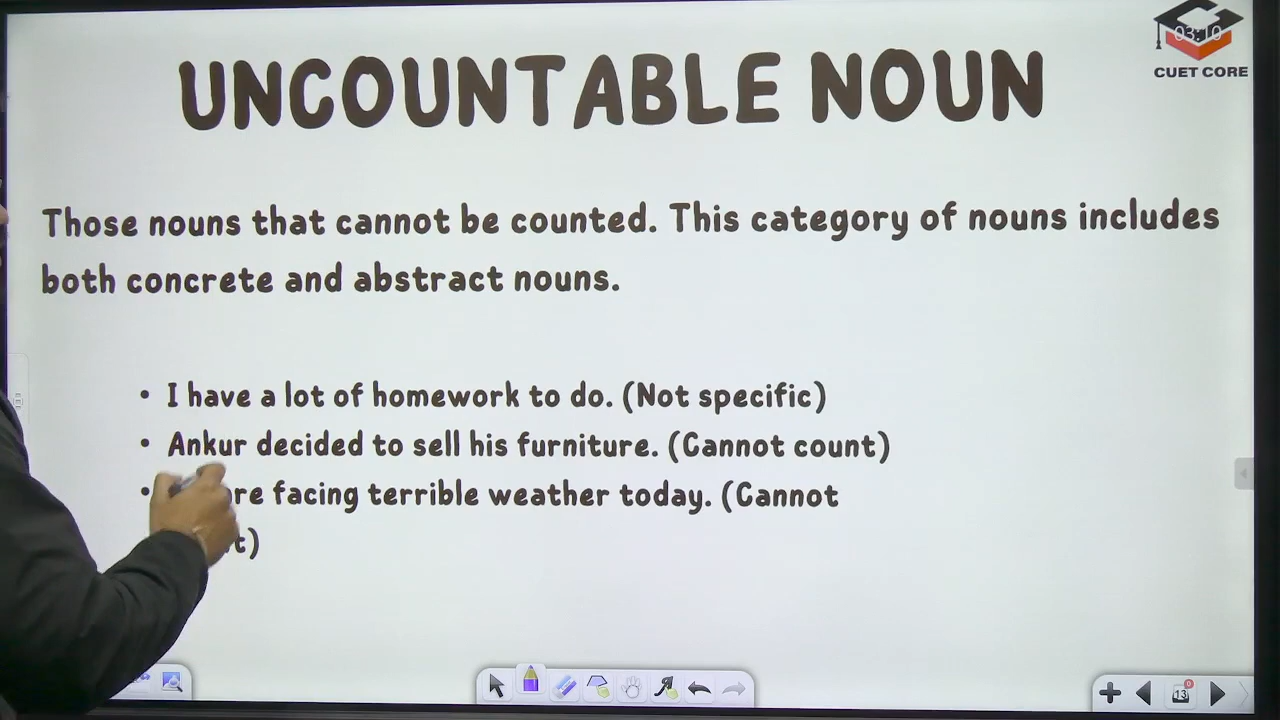 UNCOUNTABLE NOUN
CUET CORE
Those nouns that cannot be counted. This category of nouns includes
both concrete and abstract nouns.
• I have a lot of homework to do. (Not specific)
• Ankur decided to sell his furniture. (Cannot count)
• facing terrible weather today. (Cannot
13